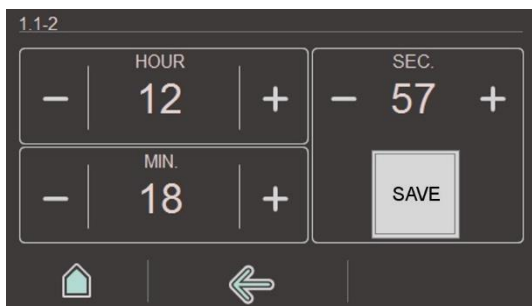 1.1-2
HOUR
− 12 +
SEC.
− 57 +
MIN.
− 18 +
SAVE